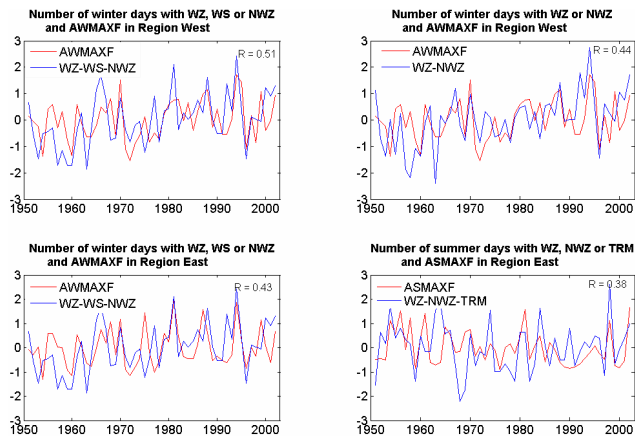 Number of winter days with WZ, WS or NWZ
and AWMAXF in Region West
3
2
1
0
-1
-2
-3
1950
1960
1970
1980
1990
2000
AWMAXF
WZ-WS-NWZ
R = 0.51
Number of winter days with WZ or NWZ
and AWMAXF in Region West
3
2
1
0
-1
-2
-3
1950
1960
1970
1980
1990
2000
AWMAXF
WZ-NWZ
R = 0.44
Number of winter days with WZ, WS or NWZ
and AWMAXF in Region East
3
2
1
0
-1
-2
-3
1950
1960
1970
1980
1990
2000
AWMAXF
WZ-WS-NWZ
R = 0.43
Number of summer days with WZ, NWZ or TRM
and ASMAXF in Region East
3
2
1
0
-1
-2
-3
1950
1960
1970
1980
1990
2000
ASMAXF
WZ-NWZ-TRM
R = 0.38